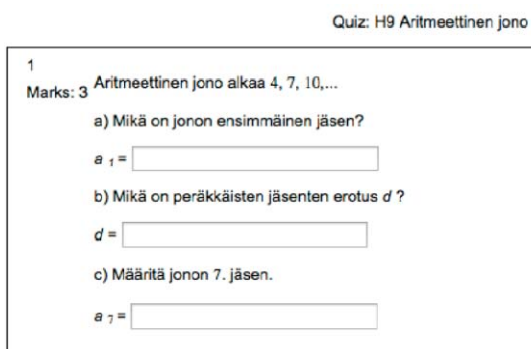 Quiz: H9 Aritmeettinen jono
1
Marks: 3
Aritmeettinen jono alkaa 4, 7, 10,...
a) Mikä on jonon ensimmäinen jäsen?
a 1 =
b) Mikä on peräkkäisten jäsenten erotus d ?
d =
c) Määritä jonon 7. jäsen.
a 7 =